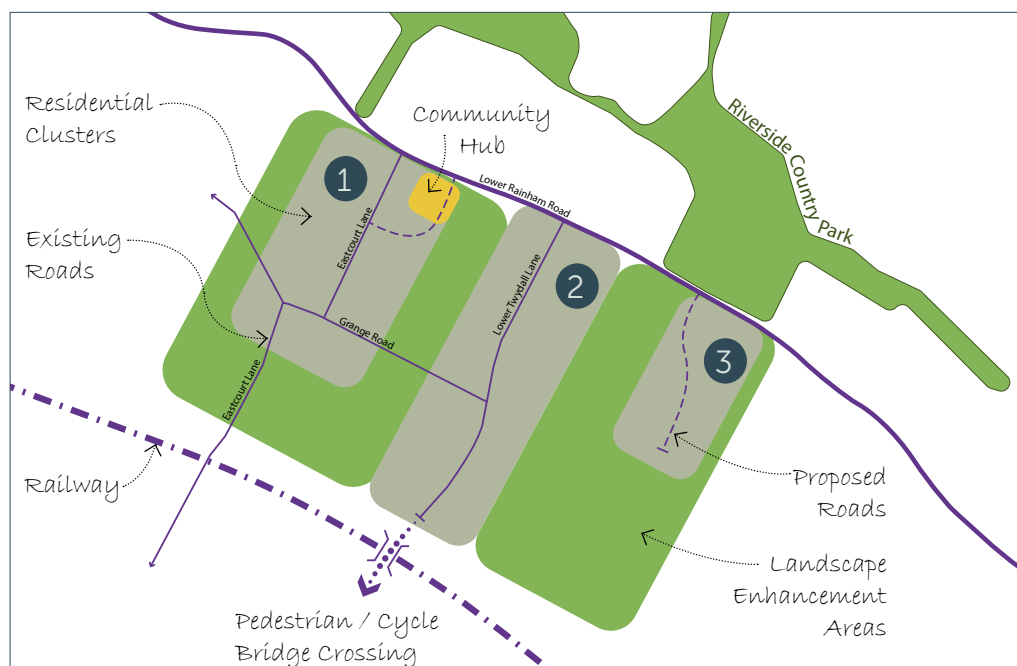 Residential
Clusters
Community
Hub
Riverside Country Park
1
Lower Rainham Road
Eastcourt Lane
Existing
Roads
2
Lower Twydall Lane
Grange Road
3
Eastcourt Lane
Railway
Proposed
Roads
Landscape
Enhancement
Areas
Pedestrian / Cycle
Bridge Crossing